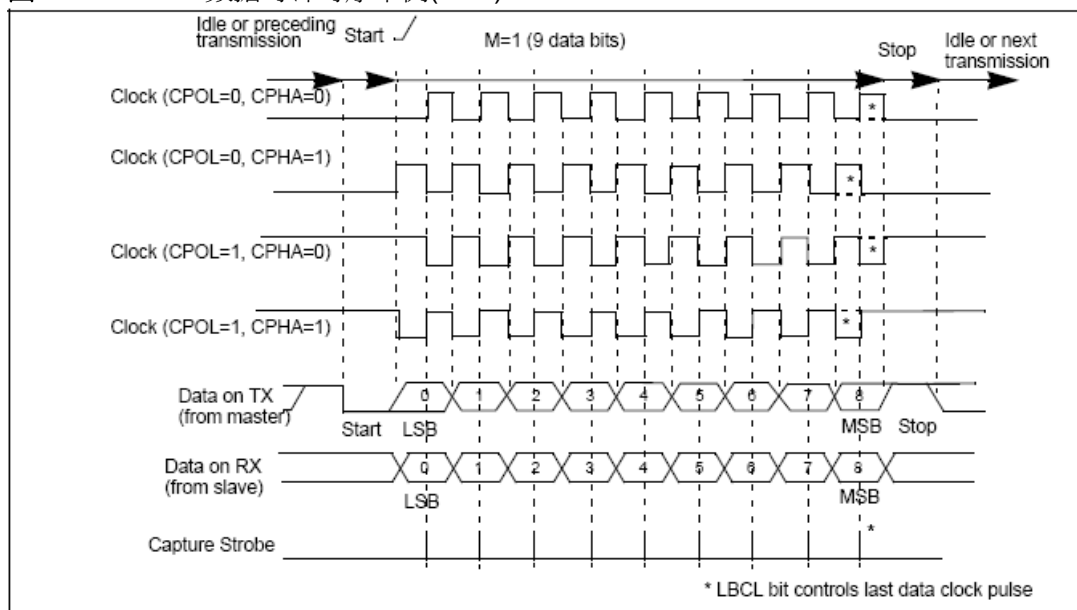 Idle or preceding transmission
Start
M=1 (9 data bits)
Stop
Idle or next transmission
Clock (CPOL=0, CPHA=0)
*
Clock (CPOL=0, CPHA=1)
*
Clock (CPOL=1, CPHA=0)
*
Clock (CPOL=1, CPHA=1)
*
Data on TX
(from master)
0 1 2 3 4 5 6 7 8
Start LSB MSB Stop
Data on RX
(from slave)
0 1 2 3 4 5 6 7 8
LSB MSB
Capture Strobe
*
* LBCL bit controls last data clock pulse